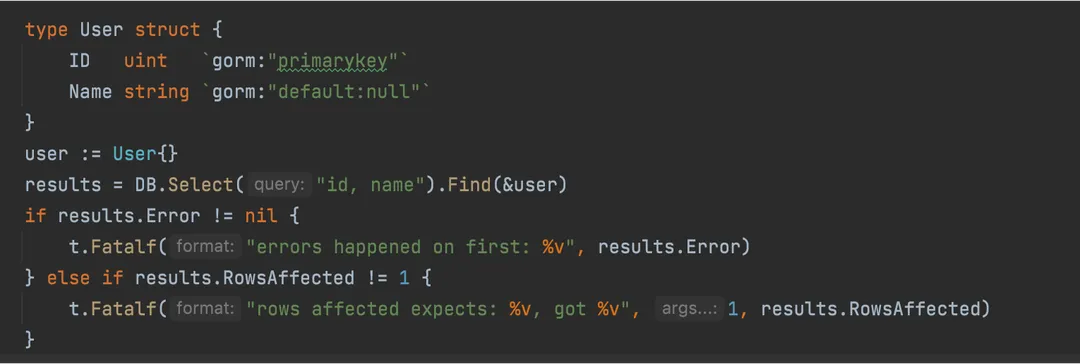 type User struct {
ID uint `gorm:"primarykey"`
Name string `gorm:"default:null"`
}
user := User{}
results = DB.Select( query: "id, name").Find(&user)
if results.Error != nil {
t.Fatalf( format: "errors happened on first: %v", results.Error)
} else if results.RowsAffected != 1 {
t.Fatalf( format: "rows affected expects: %v, got %v", args...: 1, results.RowsAffected)
}